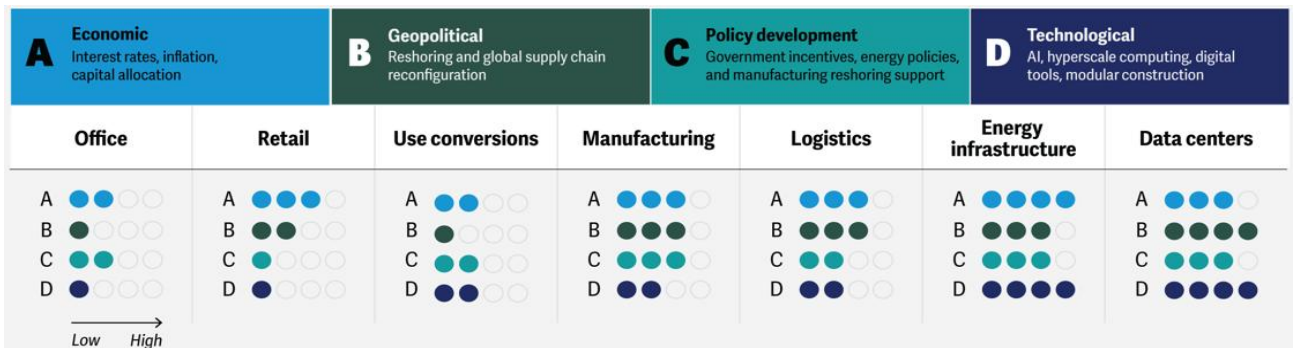 A
Economic
Interest rates, inflation,
capital allocation
B
Geopolitical
Reshoring and global supply chain
reconfiguration
C
Policy development
Government incentives, energy policies,
and manufacturing reshoring support
D
Technological
AI, hyperscale computing, digital
tools, modular construction
Office
Retail
Use conversions
Manufacturing
Logistics
Energy
infrastructure
Data centers
A A A A A A A
B B B B B B B
C C C C C C C
D D D D D D D
Low High